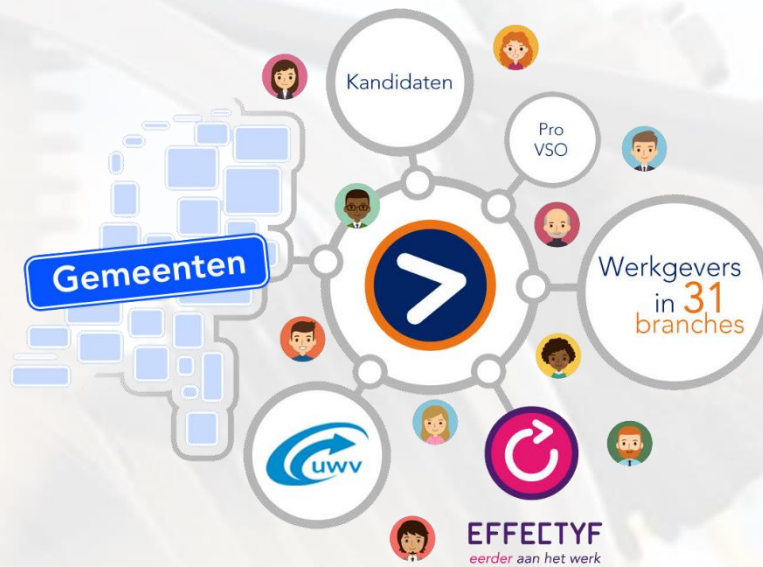 Kandidaten
Pro
VSO
Gemeenten
Werkgevers
in 31
branches
uwv
EFFECTYF
eerder aan het werk